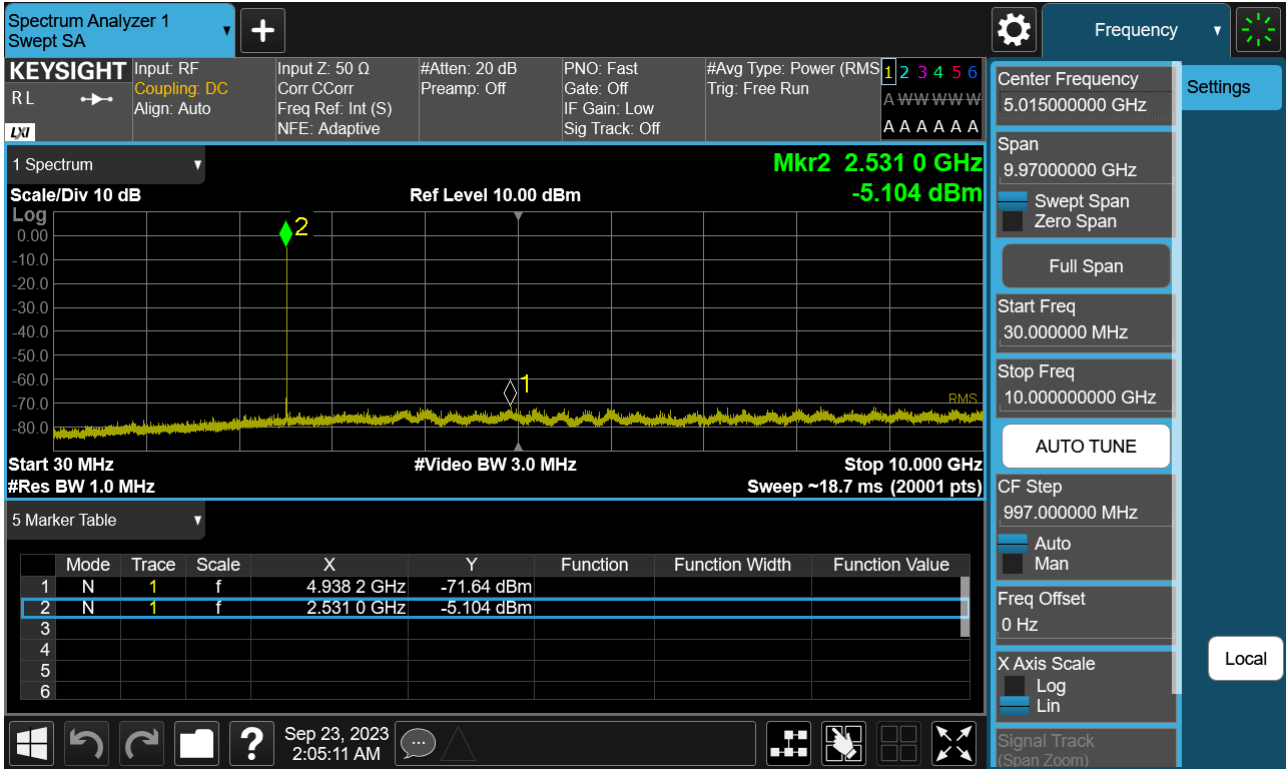 Spectrum Analyzer 1
Swept SA
Frequency
KEYSIGHT
R L
LXI
Input: RF
Coupling: DC
Align: Auto
Input Z: 50 Ω
Corr CCorr
Freq Ref: Int (S)
NFE: Adaptive
#Atten: 20 dB
Preamp: Off
PNO: Fast
Gate: Off
IF Gain: Low
Sig Track: Off
#Avg Type: Power (RMS
Trig: Free Run
1 2 3 4 5 6
A W W W W W
A A A A A A
1 Spectrum
Mkr2 2.531 0 GHz
-5.104 dBm
Scale/Div 10 dB
Ref Level 10.00 dBm
Log
0.00
-10.0
-20.0
-30.0
-40.0
-50.0
-60.0
-70.0
-80.0
2
1
RMS
Start 30 MHz
#Video BW 3.0 MHz
Stop 10.000 GHz
#Res BW 1.0 MHz
Sweep ~18.7 ms (20001 pts)
5 Marker Table
Mode Trace Scale X Y Function Function Width Function Value
1 N 1 f 4.938 2 GHz -71.64 dBm
2 N 1 f 2.531 0 GHz -5.104 dBm
3
4
5
6
?
Sep 23, 2023
2:05:11 AM
Center Frequency
5.015000000 GHz
Span
9.97000000 GHz
Swept Span
Zero Span
Full Span
Start Freq
30.000000 MHz
Stop Freq
10.000000000 GHz
AUTO TUNE
CF Step
997.000000 MHz
Auto
Man
Freq Offset
0 Hz
X Axis Scale
Log
Lin
Signal Track
(Span Zoom)
Settings
Local